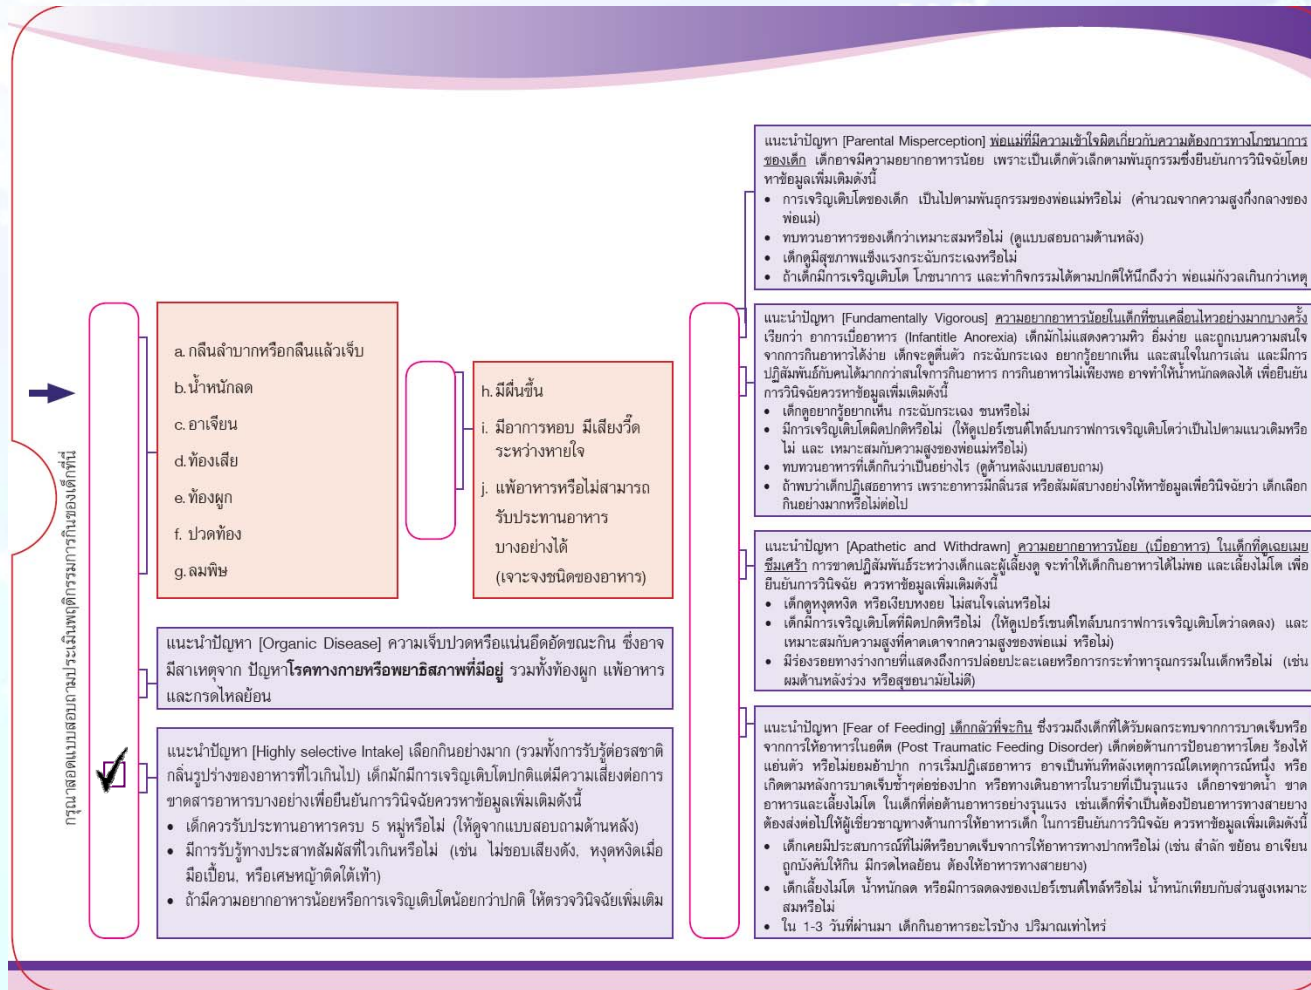 กรุณาสอดแบบสอบถามประเมินพฤติกรรมการกินของเด็กที่นี่
a. กลืนลำบากหรือกลืนแล้วเจ็บ
b. น้ำหนักลด
c. อาเจียน
d. ท้องเสีย
e. ท้องผูก
f. ปวดท้อง
g. ลมพิษ
h. มีผื่นขึ้น
i. มีอาการหอบ มีเสียงวี๊ด
ระหว่างหายใจ
j. แพ้อาหารหรือไม่สามารถ
รับประทานอาหาร
บางอย่างได้
(เจาะจงชนิดของอาหาร)
แนะนำปัญหา [Organic Disease] ความเจ็บปวดหรือแน่นอึดอัดขณะกิน ซึ่งอาจ
มีสาเหตุจาก ปัญหาโรคทางกายหรือพยาธิสภาพที่มีอยู่ รวมทั้งท้องผูก แพ้อาหาร
และกรดไหลย้อน
แนะนำปัญหา [Highly selective Intake] เลือกกินอย่างมาก (รวมทั้งการรับรู้ต่อรสชาติ
กลิ่นรูปร่างของอาหารที่ไวเกินไป) เด็กมักมีการเจริญเติบโตปกติแต่มีความเสี่ยงต่อการ
ขาดสารอาหารบางอย่างเพื่อยืนยันการวินิจฉัยควรหาข้อมูลเพิ่มเติมดังนี้
• เด็กควรรับประทานอาหารครบ 5 หมู่หรือไม่ (ให้ดูจากแบบสอบถามด้านหลัง)
• มีการรับรู้ทางประสาทสัมผัสที่ไวเกินหรือไม่ (เช่น ไม่ชอบเสียงดัง, หงุดหงิดเมื่อ
มือเปื้อน, หรือเศษหญ้าติดใต้เท้า)
• ถ้ามีความอยากอาหารน้อยหรือการเจริญเติบโตน้อยกว่าปกติ ให้ตรวจวินิจฉัยเพิ่มเติม
แนะนำปัญหา [Parental Misperception] พ่อแม่ที่มีความเข้าใจผิดเกี่ยวกับความต้องการทางโภชนาการ
ของเด็ก เด็กอาจมีความอยากอาหารน้อย เพราะเป็นเด็กตัวเล็กตามพันธุกรรมซึ่งยืนยันการวินิจฉัยโดย
หาข้อมูลเพิ่มเติมดังนี้
• การเจริญเติบโตของเด็ก เป็นไปตามพันธุกรรมของพ่อแม่หรือไม่ (คำนวณจากความสูงกึ่งกลางของ
พ่อแม่)
• ทบทวนอาหารของเด็กว่าเหมาะสมหรือไม่ (ดูแบบสอบถามด้านหลัง)
• เด็กดูมีสุขภาพแข็งแรงกระฉับกระเฉงหรือไม่
• ถ้าเด็กมีการเจริญเติบโต โภชนาการ และทำกิจกรรมได้ตามปกติให้นึกถึงว่า พ่อแม่กังวลเกินกว่าเหตุ
แนะนำปัญหา [Fundamentally Vigorous] ความอยากอาหารน้อยในเด็กที่ซนเคลื่อนไหวอย่างมากบางครั้ง
เรียกว่า อาการเบื่ออาหาร (Infantitle Anorexia) เด็กมักไม่แสดงความหิว อิ่มง่าย และถูกเบนความสนใจ
จากการกินอาหารได้ง่าย เด็กจะดูตื่นตัว กระฉับกระเฉง อยากรู้อยากเห็น และสนใจในการเล่น และมีการ
ปฏิสัมพันธ์กับคนได้มากกว่าสนใจการกินอาหาร การกินอาหารไม่เพียงพอ อาจทำให้น้ำหนักลดลงได้ เพื่อยืนยัน
การวินิจฉัยควรหาข้อมูลเพิ่มเติมดังนี้
• เด็กดูอยากรู้อยากเห็น กระฉับกระเฉง ซนหรือไม่
• มีการเจริญเติบโตผิดปกติหรือไม่ (ให้ดูเปอร์เซนต์ไทล์บนกราฟการเจริญเติบโตว่าเป็นไปตามแนวเดิมหรือ
ไม่ และ เหมาะสมกับความสูงของพ่อแม่หรือไม่)
• ทบทวนอาหารที่เด็กกินว่าเป็นอย่างไร (ดูด้านหลังแบบสอบถาม)
• ถ้าพบว่าเด็กปฏิเสธอาหาร เพราะอาหารมีกลิ่นรส หรือสัมผัสบางอย่างให้หาข้อมูลเพื่อวินิจฉัยว่า เด็กเลือก
กินอย่างมากหรือไม่ต่อไป
แนะนำปัญหา [Apathetic and Withdrawn] ความอยากอาหารน้อย (เบื่ออาหาร) ในเด็กที่ดูเฉยเมย
ซึมเศร้า การขาดปฏิสัมพันธ์ระหว่างเด็กและผู้เลี้ยงดู จะทำให้เด็กกินอาหารได้ไม่พอ และเลี้ยงไม่โต เพื่อ
ยืนยันการวินิจฉัย ควรหาข้อมูลเพิ่มเติมดังนี้
• เด็กดูหงุดหงิด หรือเงียบหงอย ไม่สนใจเล่นหรือไม่
• เด็กมีการเจริญเติบโตที่ผิดปกติหรือไม่ (ให้ดูเปอร์เซนต์ไทล์บนกราฟการเจริญเติบโตว่าลดลง) และ
เหมาะสมกับความสูงที่คาดเดาจากความสูงของพ่อแม่ หรือไม่)
• มีร่องรอยทางร่างกายที่แสดงถึงการปล่อยปะละเลยหรือการกระทำทารุณกรรมในเด็กหรือไม่ (เช่น
ผมด้านหลังร่วง หรือสุขอนามัยไม่ดี)
แนะนำปัญหา [Fear of Feeding] เด็กกลัวที่จะกิน ซึ่งรวมถึงเด็กที่ได้รับผลกระทบจากการบาดเจ็บหรือ
จากการให้อาหารในอดีต (Post Traumatic Feeding Disorder) เด็กต่อต้านการป้อนอาหารโดย ร้องไห้
แอ่นตัว หรือไม่ยอมอ้าปาก การเริ่มปฏิเสธอาหาร อาจเป็นทันทีหลังเหตุการณ์ใดเหตุการณ์หนึ่ง หรือ
เกิดตามหลังการบาดเจ็บซ้ำๆต่อช่องปาก หรือทางเดินอาหารในรายที่เป็นรุนแรง เด็กอาจขาดน้ำ ขาด
อาหารและเลี้ยงไม่โต ในเด็กที่ต่อต้านอาหารอย่างรุนแรง เช่นเด็กที่จำเป็นต้องป้อนอาหารทางสายยาง
ต้องส่งต่อไปให้ผู้เชี่ยวชาญทางด้านการให้อาหารเด็ก ในการยืนยันการวินิจฉัย ควรหาข้อมูลเพิ่มเติมดังนี้
• เด็กเคยมีประสบการณ์ที่ไม่ดีหรือบาดเจ็บจาการให้อาหารทางปากหรือไม่ (เช่น สำลัก ขย้อน อาเจียน
ถูกบังคับให้กิน มีกรดไหลย้อน ต้องให้อาหารทางสายยาง)
• เด็กเลี้ยงไม่โต น้ำหนักลด หรือมีการลดลงของเปอร์เซนต์ไทล์หรือไม่ น้ำหนักเทียบกับส่วนสูงเหมาะ
สมหรือไม่
• ใน 1-3 วันที่ผ่านมา เด็กกินอาหารอะไรบ้าง ปริมาณเท่าไหร่